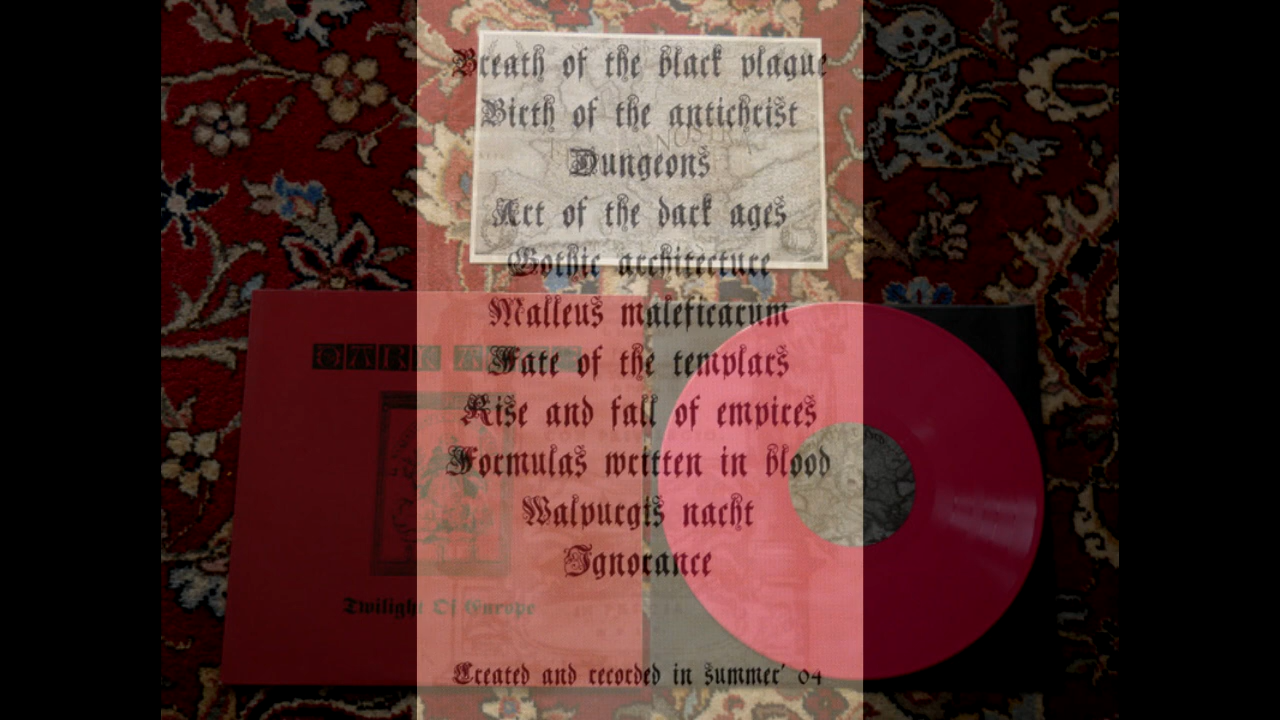 Breath of the black plague
Birth of the antichrist
Dungeons
Art of the dark ages
Gothic architecture
Malleus maleficarum
DARK
Fate of the templars
Rise and fall of empires
Formulas written in blood
Walpurgis nacht
Ignorance
Twilight Of Europe
Created and recorded in summer' 04